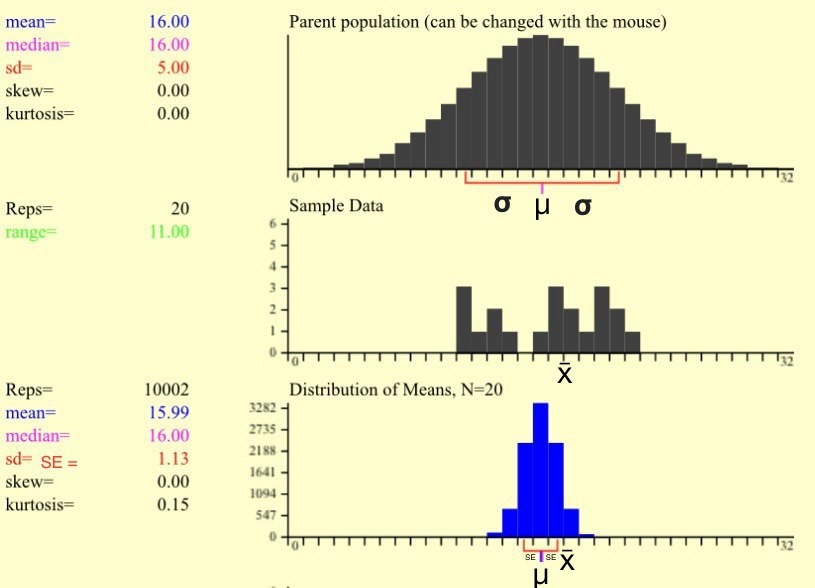 mean= 16.00
median= 16.00
sd= 5.00
skew= 0.00
kurtosis= 0.00
Parent population (can be changed with the mouse)
0 32
σ μ σ
Reps= 20
range= 11.00
Sample Data
6
5
4
3
2
1
0
0 32
x̄
Reps= 10002
mean= 15.99
median= 16.00
sd= SE = 1.13
skew= 0.00
kurtosis= 0.15
Distribution of Means, N=20
3282
2735
2188
1641
1094
547
0
0 32
SE SE x̄
μ